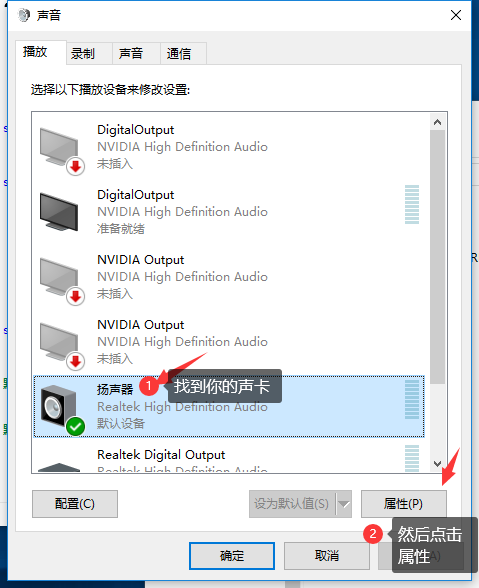 声音
播放
录制
声音
通信
选择以下播放设备来修改设置:
DigitalOutput
NVIDIA High Definition Audio
未插入
DigitalOutput
NVIDIA High Definition Audio
准备就绪
NVIDIA Output
NVIDIA High Definition Audio
未插入
NVIDIA Output
NVIDIA High Definition Audio
未插入
扬声器
1
找到你的声卡
Realtek High Definition Audio
默认设备
Realtek Digital Output
配置(C)
设为默认值(S)
属性(P)
2
然后点击
属性
确定
取消